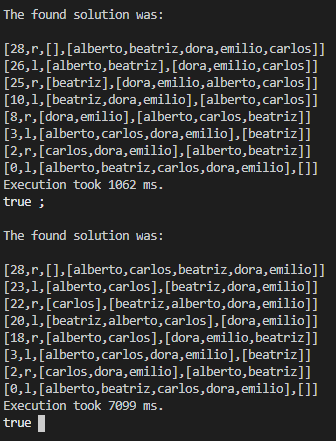 The found solution was:
[28,r,[],[alberto,beatriz,dora,emilio,carlos]]
[26,l,[alberto,beatriz],[dora,emilio,carlos]]
[25,r,[beatriz],[dora,emilio,alberto,carlos]]
[10,l,[beatriz,dora,emilio],[alberto,carlos]]
[8,r,[dora,emilio],[alberto,carlos,beatriz]]
[3,l,[alberto,carlos,dora,emilio],[beatriz]]
[2,r,[carlos,dora,emilio],[alberto,beatriz]]
[0,l,[alberto,beatriz,carlos,dora,emilio],[]]
Execution took 1062 ms.
true ;
The found solution was:
[28,r,[],[alberto,carlos,beatriz,dora,emilio]]
[23,l,[alberto,carlos],[beatriz,dora,emilio]]
[22,r,[carlos],[beatriz,alberto,dora,emilio]]
[20,l,[beatriz,alberto,carlos],[dora,emilio]]
[18,r,[alberto,carlos],[dora,emilio,beatriz]]
[3,l,[alberto,carlos,dora,emilio],[beatriz]]
[2,r,[carlos,dora,emilio],[alberto,beatriz]]
[0,l,[alberto,beatriz,carlos,dora,emilio],[]]
Execution took 7099 ms.
true